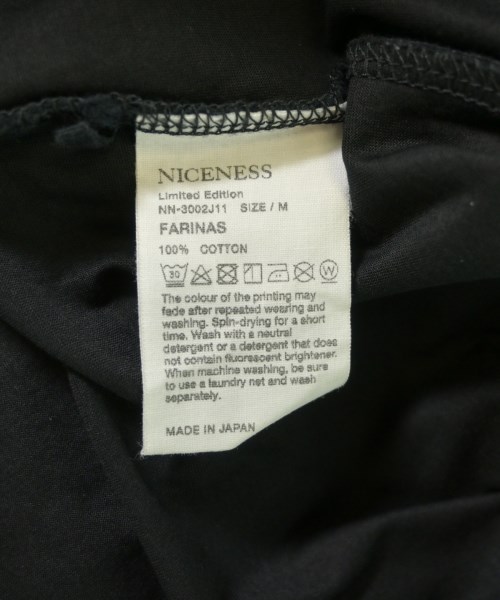 NICENESS
Limited Edition
NN-3002J11 SIZE / M
FARINAS
100% COTTON
30 W
The colour of the printing may
fade after repeated wearing and
washing. Spin-drying for a short
time. Wash with a neutral
detergent or a detergent that does
not contain fluorescent brightener.
When machine washing, be sure
to use a laundry net and wash
separately.
MADE IN JAPAN